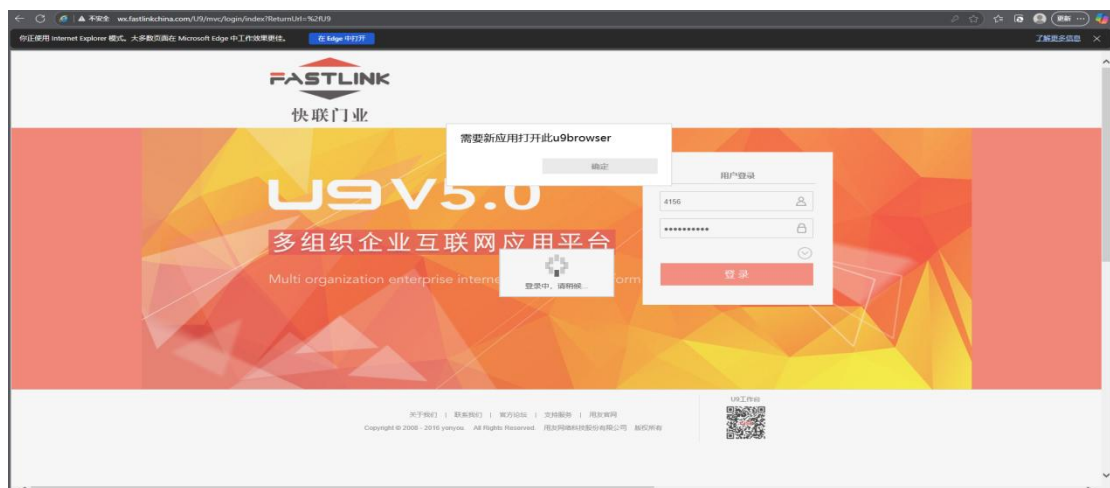 不安全 wx.fastlinkchina.com/U9/mvc/login/index?ReturnUrl=%2fU9
更新
你正使用 Internet Explorer 模式。大多数页面在 Microsoft Edge 中工作效果更佳。 在 Edge 中打开 了解更多信息
FASTLINK
快联门业
需要新应用打开此u9browser
确定
U9 V5.0
多组织企业互联网应用平台
Multi organization enterprise interne
orm
用户登录
4156
••••••••••
登录
登录中，请稍候...
关于我们 | 联系我们 | 官方论坛 | 支持服务 | 用友官网
Copyright © 2008 - 2016 yonyou. All Rights Reserved. 用友网络科技股份有限公司 版权所有
U9工作台